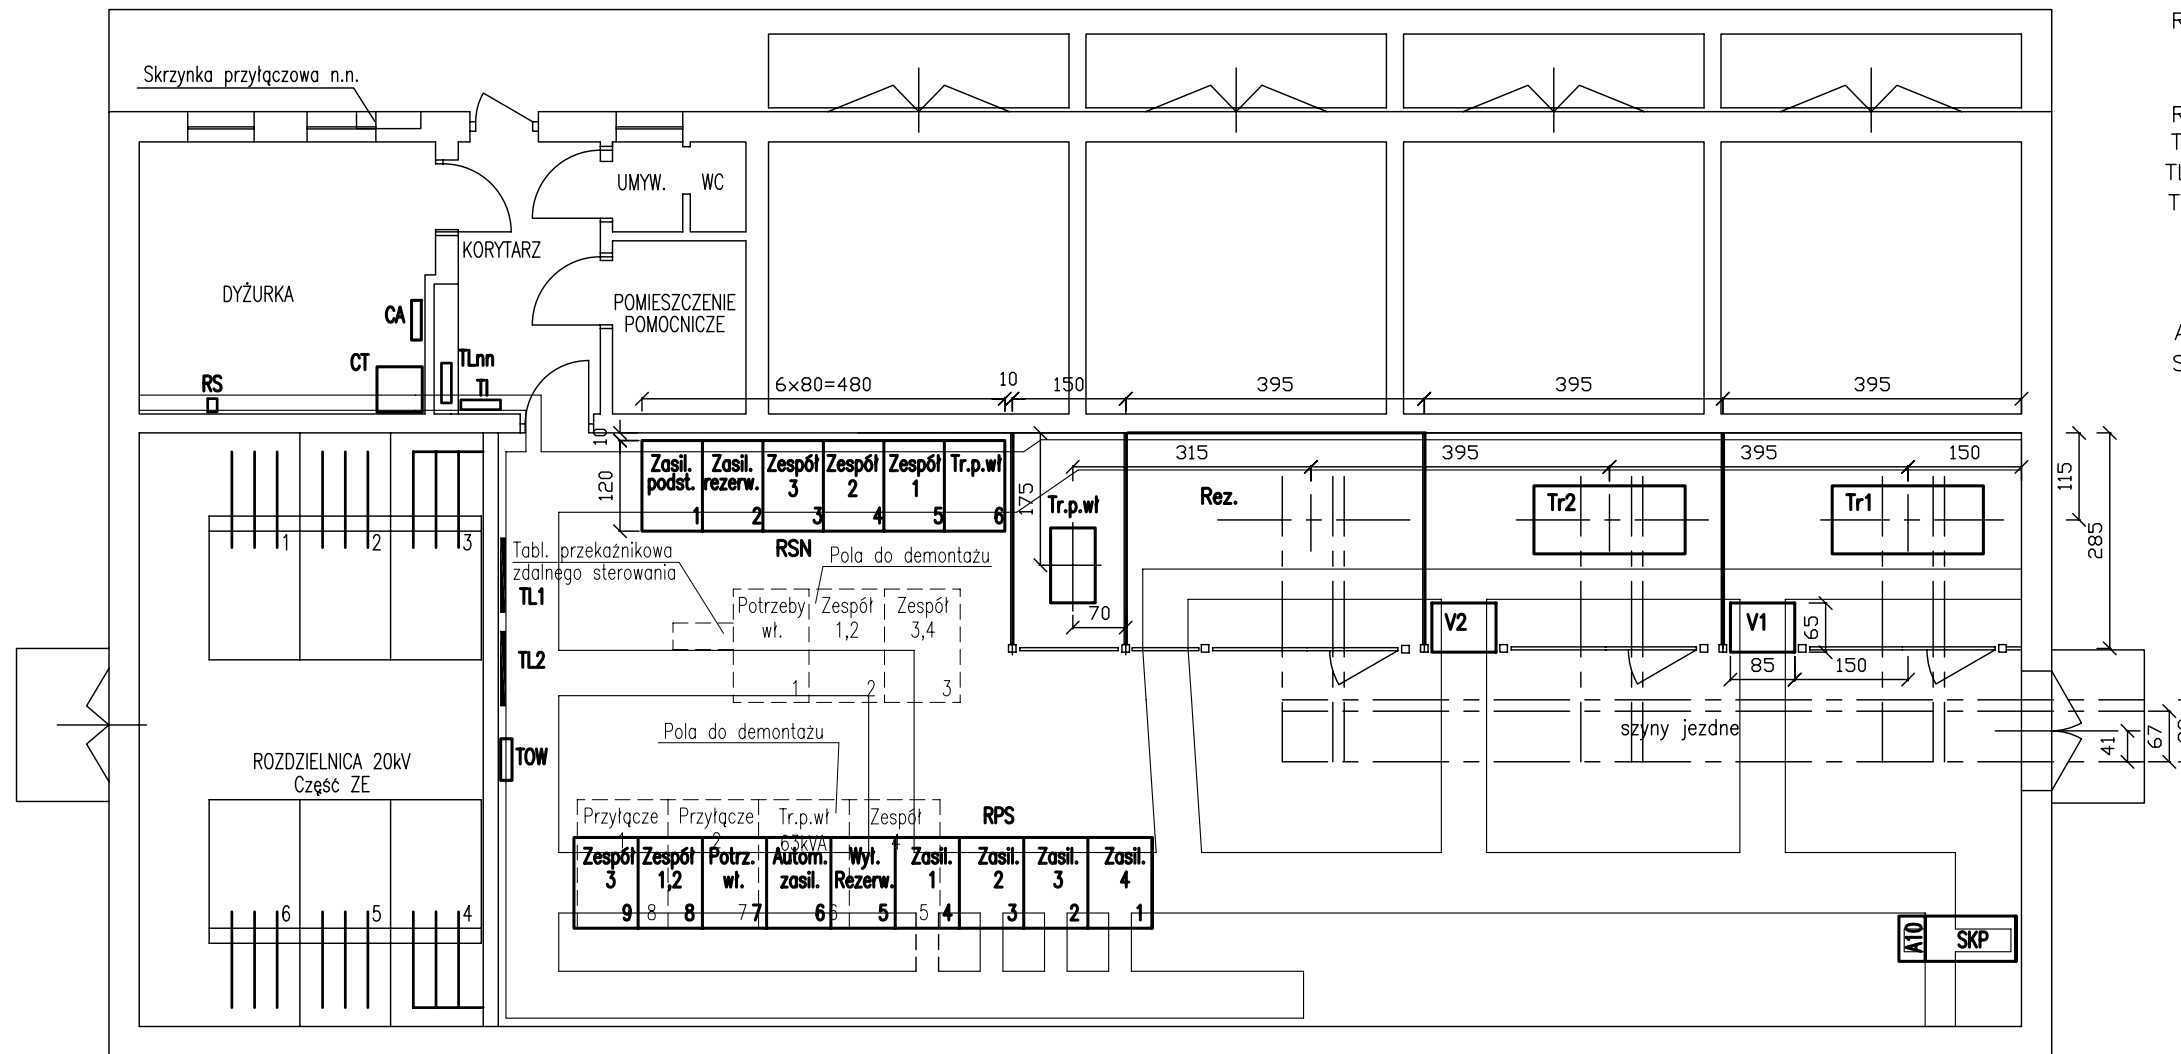 Skrzynka przyłączowa n.n.
UMYW.
WC
KORYTARZ
DYŻURKA
POMIESZCZENIE
POMOCNICZE
CA
CT
TLnn
TI
RS
6×80=480
10
150
395
395
395
10
120
Zasil.
podst.
1
Zasil.
rezerw.
2
Zespół
3
3
Zespół
2
4
Zespół
1
5
Tr.p.wł
6
RSN
175
315
395
395
150
115
285
Tr.p.wł
Rez.
Tr2
Tr1
70
V2
V1
65
85
150
1
2
3
Tabl. przekaźnikowa
zdalnego sterowania
Pola do demontażu
TL1
TL2
TOW
Potrzeby
wł.
1
Zespół
1,2
2
Zespół
3,4
3
Pola do demontażu
szyny jezdne
41
67
ROZDZIELNICA 20kV
Część ZE
6
5
4
Przyłącze
1
Przyłącze
2
Tr.p.wł
63kVA
Zespół
4
RPS
Zespół
3
9
Zespół
1,2
8
Potrz.
wł.
7
Autom.
zasil.
6
Wył.
Rezerw.
5
Zasil.
1
4
Zasil.
2
3
Zasil.
3
2
Zasil.
4
1
8
7
6
5
A10
SKP
R
R
T
TL
T
A
S